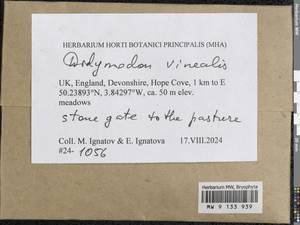 HERBARIUM HORTI BOTANICI PRINCIPALIS (MHA)
Didymodon vinealis
UK, England, Devonshire, Hope Cove, 1 km to E
50.23893°N, 3.84297°W, ca. 50 m elev.
meadows
stone gate to the pasture
Coll. M. Ignatov & E. Ignatova 17.VIII.2024
#24- 1056
Herbarium MW, Bryophyte
MW 9 133 939